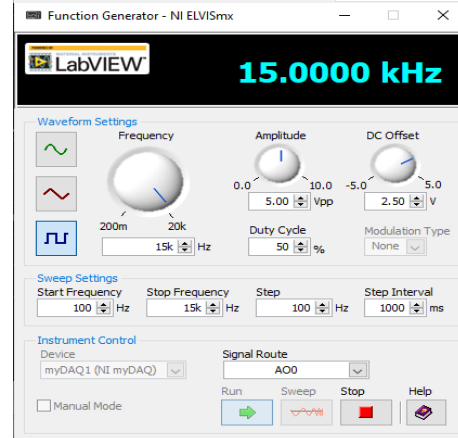 Function Generator - NI ELVISmx
LabVIEW
15.0000 kHz
Waveform Settings
Frequency
Amplitude
DC Offset
0.0
10.0
-5.0
5.0
5.00 Vpp
2.50 V
200m
20k
15k Hz
Duty Cycle
50 %
Modulation Type
None
Sweep Settings
Start Frequency
Stop Frequency
Step
Step Interval
100 Hz
15k Hz
100 Hz
1000 ms
Instrument Control
Device
Signal Route
myDAQ1 (NI myDAQ)
AO0
Run
Sweep
Stop
Help
Manual Mode